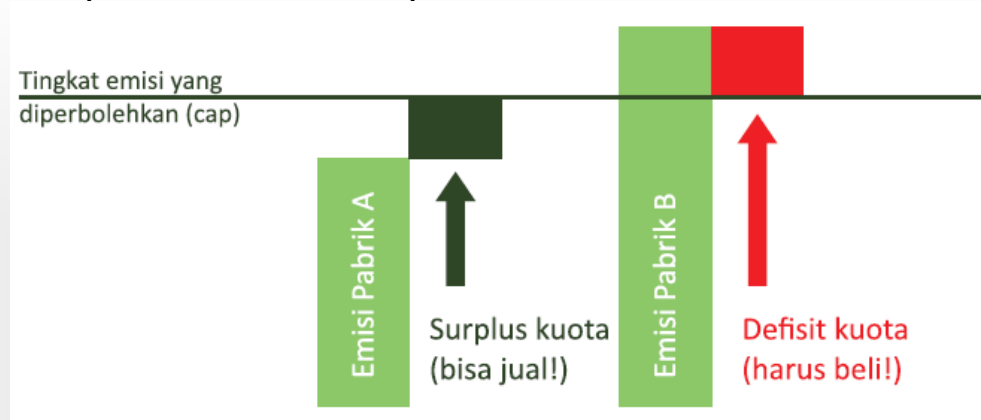 Tingkat emisi yang
diperbolehkan (cap)
Emisi Pabrik A
Surplus kuota
(bisa jual!)
Emisi Pabrik B
Defisit kuota
(harus beli!)